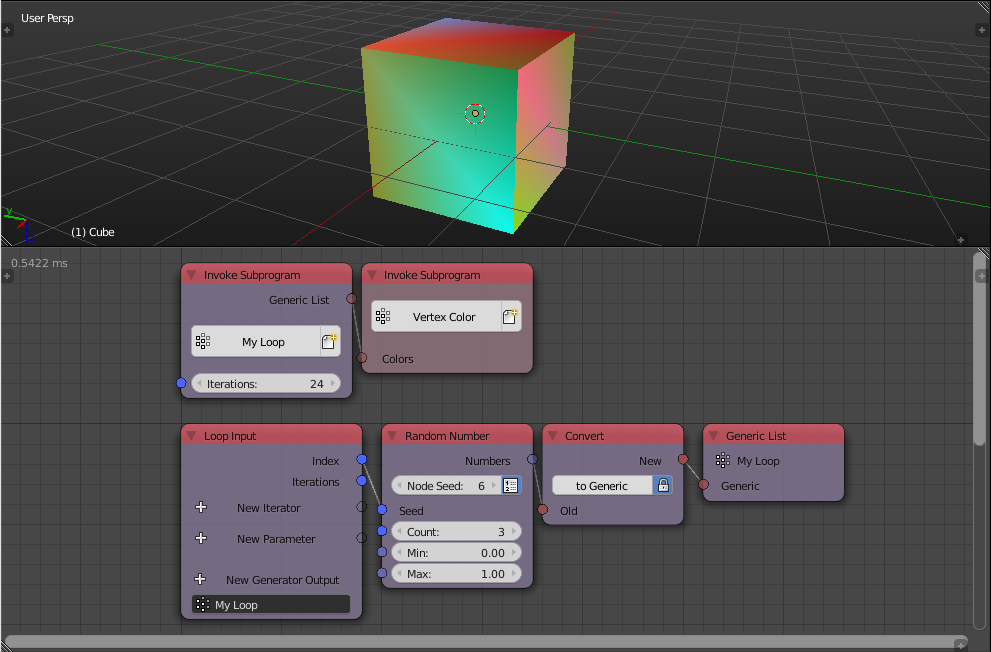 User Persp
(1) Cube
0.5422 ms
Invoke Subprogram
Generic List
My Loop
Iterations: 24
Invoke Subprogram
Vertex Color
Colors
Loop Input
Index
Iterations
New Iterator
New Parameter
New Generator Output
My Loop
Random Number
Numbers
Node Seed: 6
Seed
Count: 3
Min: 0.00
Max: 1.00
Convert
New
to Generic
Old
Generic List
My Loop
Generic